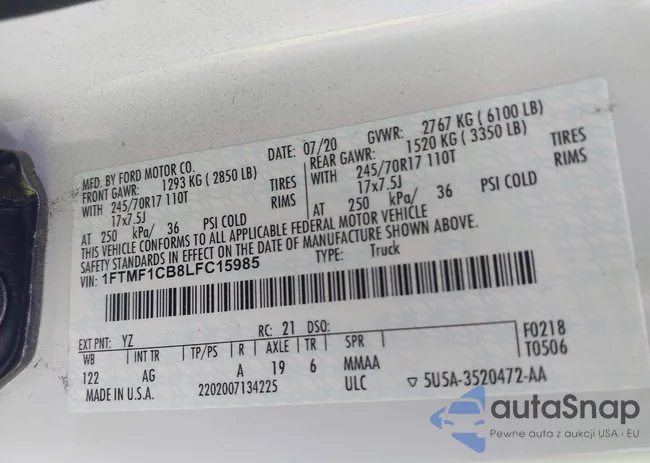 MFD. BY FORD MOTOR CO.
DATE: 07/20 GVWR: 2767 KG ( 6100 LB)
FRONT GAWR: 1293 KG ( 2850 LB) REAR GAWR: 1520 KG ( 3350 LB)
WITH 245/70R17 110T TIRES WITH 245/70R17 110T TIRES
17x7.5J RIMS 17x7.5J RIMS
AT 250 kPa/ 36 PSI COLD AT 250 kPa/ 36 PSI COLD
THIS VEHICLE CONFORMS TO ALL APPLICABLE FEDERAL MOTOR VEHICLE
SAFETY STANDARDS IN EFFECT ON THE DATE OF MANUFACTURE SHOWN ABOVE.
VIN: 1FTMF1CB8LFC15985 TYPE: Truck
EXT PNT: YZ RC: 21 DSO: F0218
WB INT TR TP/PS R AXLE TR SPR T0506
122 AG A 19 6 MMAA
MADE IN U.S.A. 2202007134225 ULC ▽ 5U5A-3520472-AA
autaSnap
Pewne auta z aukcji USA i EU